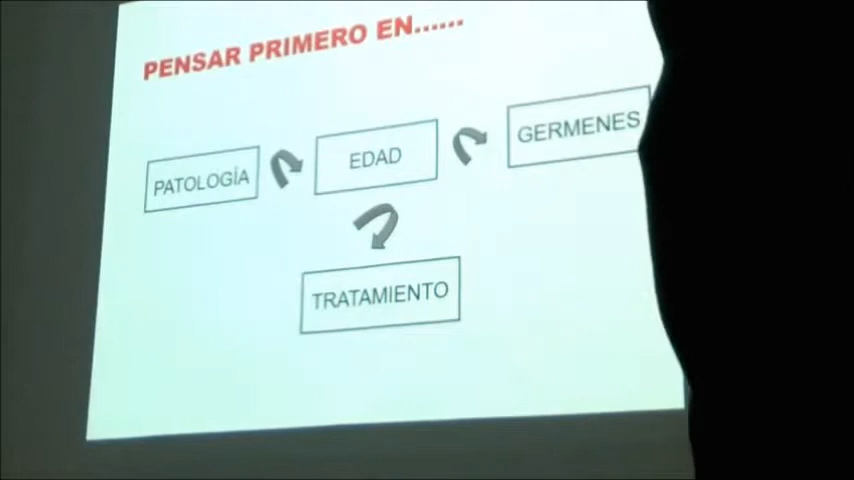 PENSAR PRIMERO EN......
PATOLOGÍA
EDAD
GERMENES
TRATAMIENTO